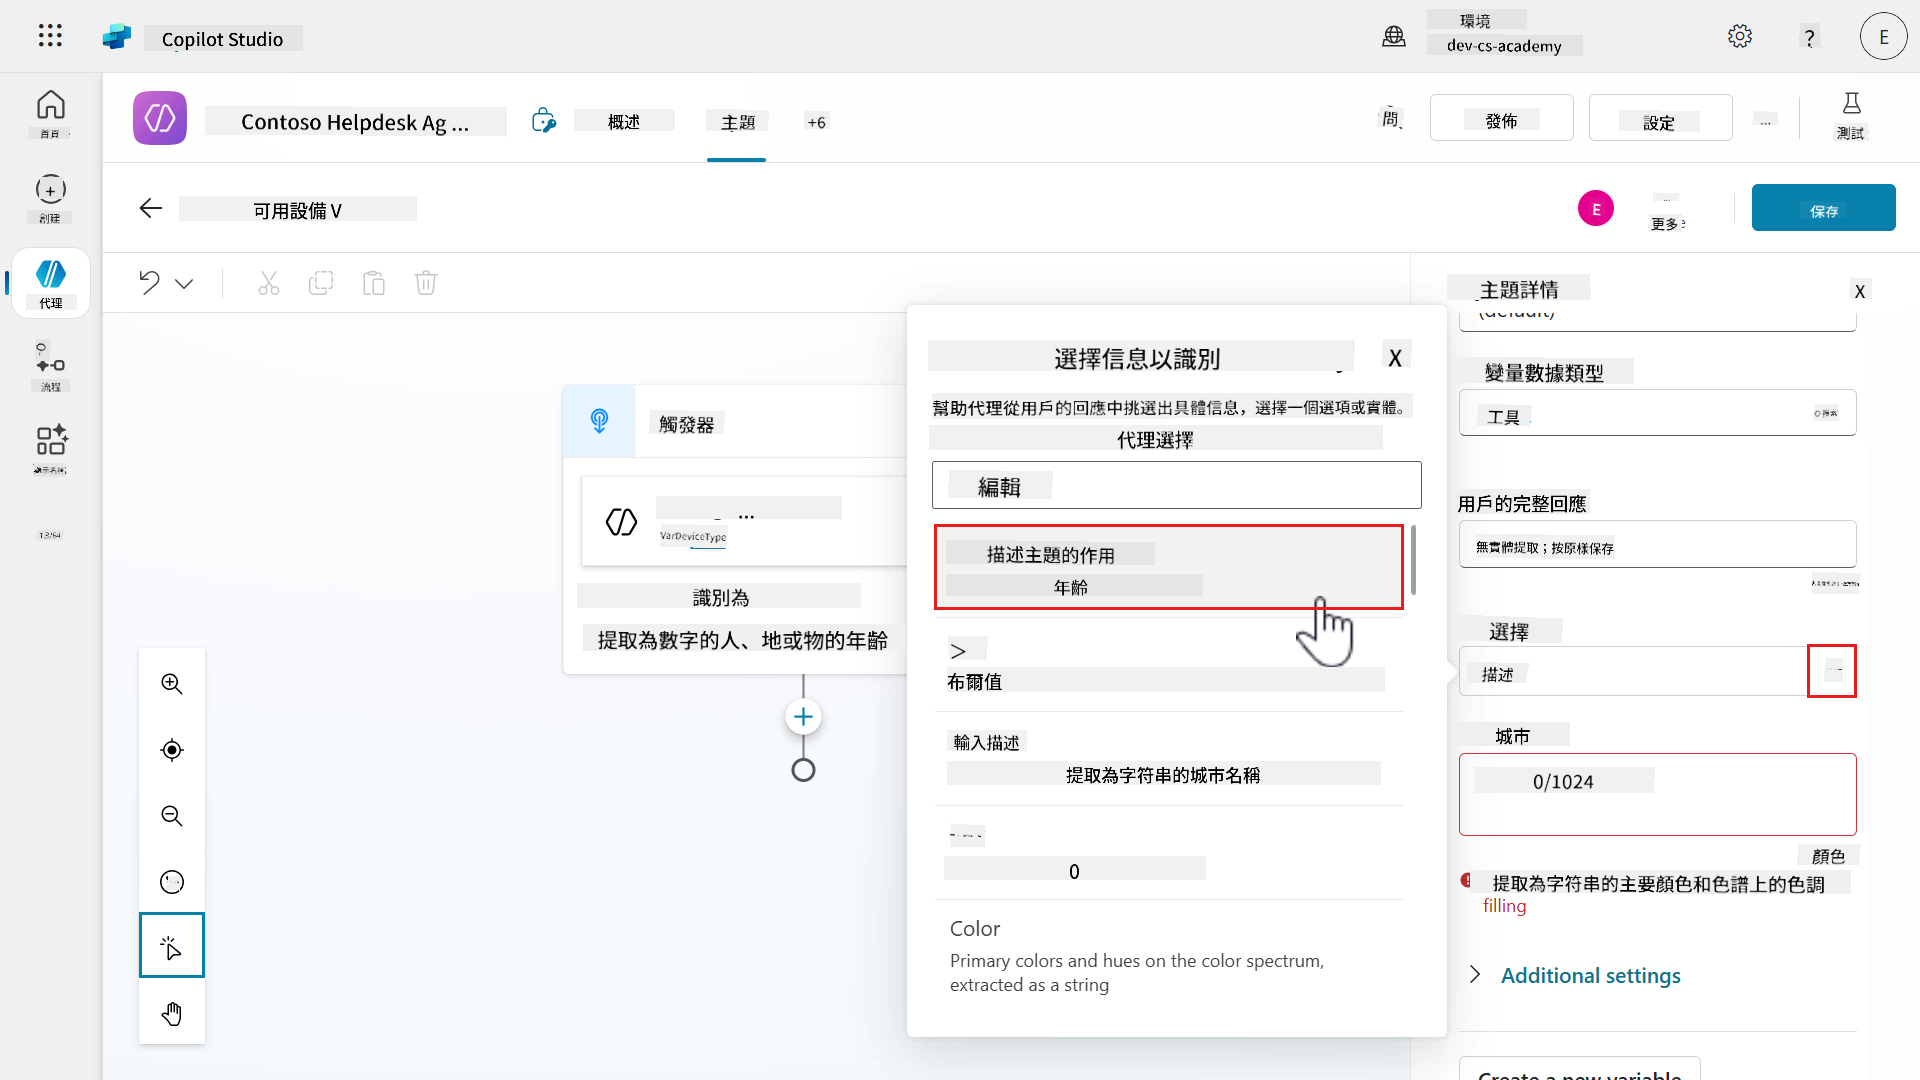 Copilot Studio
環境
dev-cs-academy
?
E
首頁
創建
代理
流程
Contoso Helpdesk Ag ...
概述
主題
+6
問
發佈
設定
...
測試
可用設備 V
E
更多
保存
觸發器
...
VarDeviceType
識別為
提取為數字的人、地或物的年齡
選擇信息以識別
X
幫助代理從用戶的回應中挑選出具體信息，選擇一個選項或實體。
代理選擇
編輯
描述主題的作用
年齡
>
布爾值
輸入描述
提取為字符串的城市名稱
0
Color
Primary colors and hues on the color spectrum,
extracted as a string
主題詳情
X
(default)
變量數據類型
工具
用戶的完整回應
無實體提取；按原樣保存
選擇
描述
城市
0/1024
顏色
提取為字符串的主要顏色和色譜上的色調
filling
Additional settings
Create a new variable